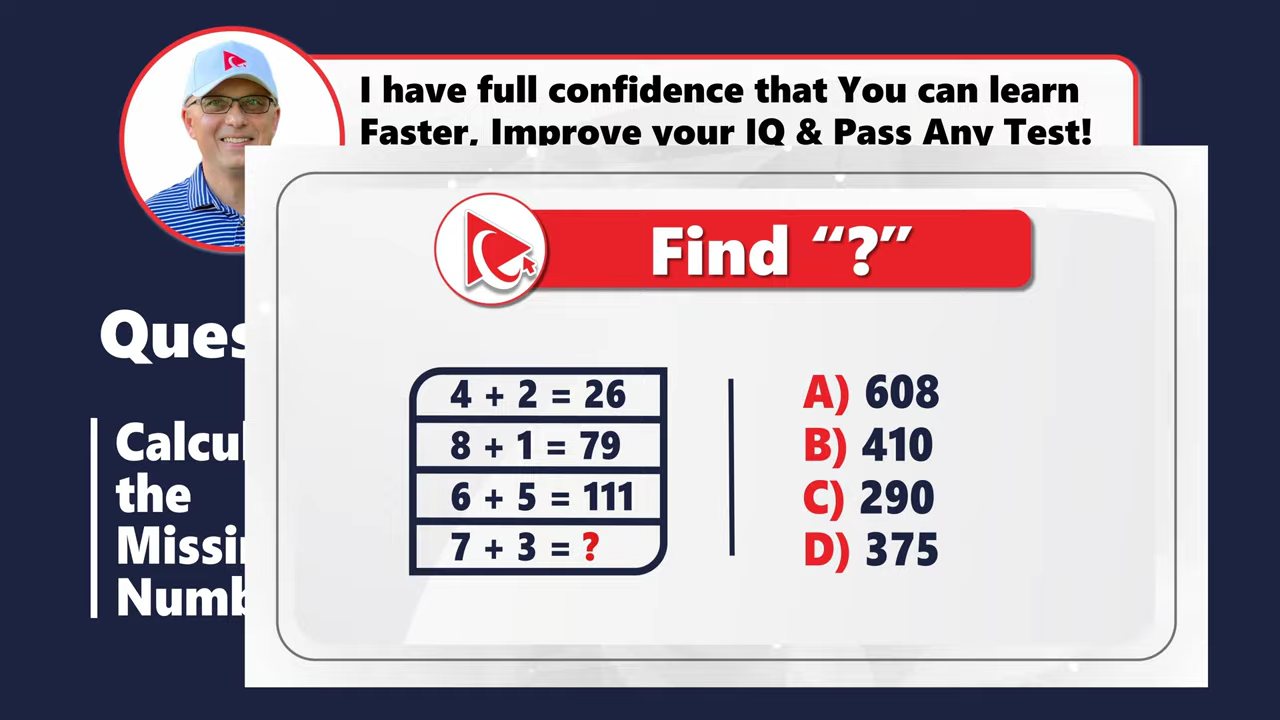 I have full confidence that You can learn
Faster, Improve your IQ & Pass Any Test!
Find “?”
4 + 2 = 26
8 + 1 = 79
6 + 5 = 111
7 + 3 = ?
A) 608
B) 410
C) 290
D) 375
the